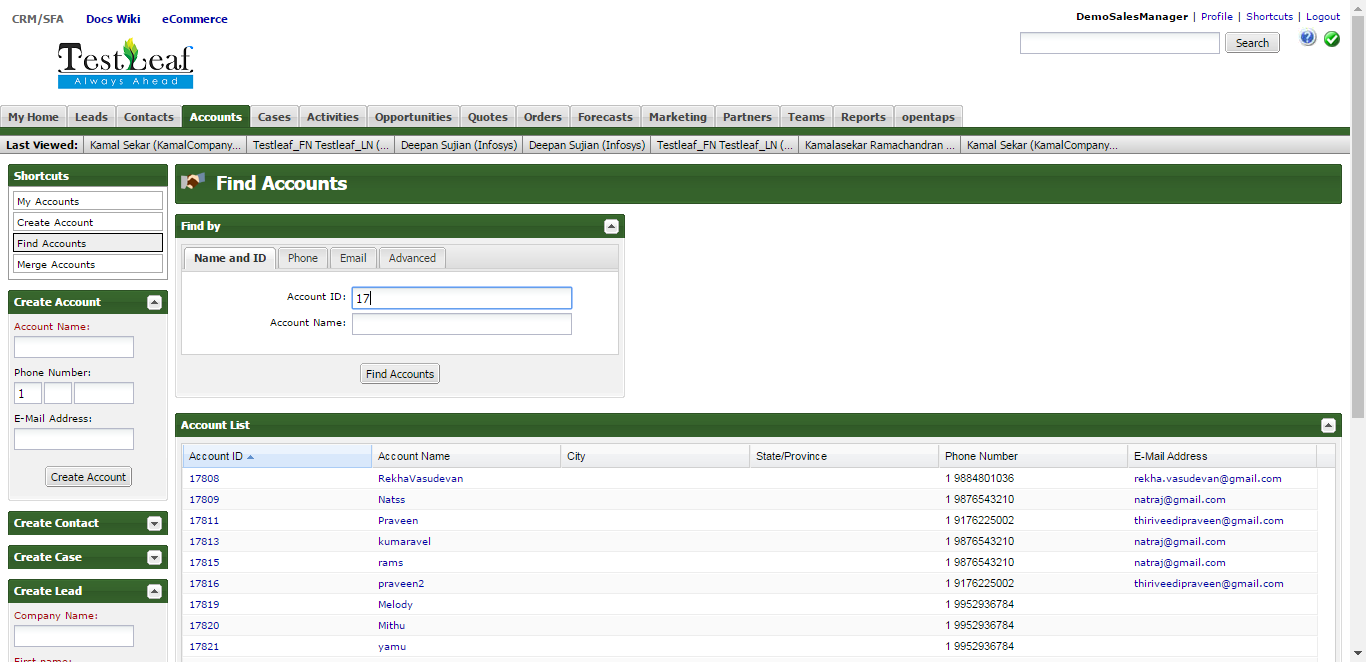 CRM/SFA Docs Wiki eCommerce
DemoSalesManager | Profile | Shortcuts | Logout
TestLeaf
Always Ahead
Search
?
My Home Leads Contacts Accounts Cases Activities Opportunities Quotes Orders Forecasts Marketing Partners Teams Reports opentaps
Last Viewed: Kamal Sekar (KamalCompany... Testleaf_FN Testleaf_LN (... Deepan Sujian (Infosys) Deepan Sujian (Infosys) Testleaf_FN Testleaf_LN (... Kamalasekar Ramachandran ... Kamal Sekar (KamalCompany...
Shortcuts
My Accounts
Create Account
Find Accounts
Merge Accounts
Create Account
Account Name:
Phone Number:
1
E-Mail Address:
Create Account
Create Contact
Create Case
Create Lead
Company Name:
First name:
Find Accounts
Find by
Name and ID Phone Email Advanced
Account ID: 17
Account Name:
Find Accounts
Account List
Account ID Account Name City State/Province Phone Number E-Mail Address
17808 RekhaVasudevan 1 9884801036 rekha.vasudevan@gmail.com
17809 Natss 1 9876543210 natraj@gmail.com
17811 Praveen 1 9176225002 thiriveedipraveen@gmail.com
17813 kumaravel 1 9876543210 natraj@gmail.com
17815 rams 1 9876543210 natraj@gmail.com
17816 praveen2 1 9176225002 thiriveedipraveen@gmail.com
17819 Melody 1 9952936784
17820 Mithu 1 9952936784
17821 yamu 1 9952936784